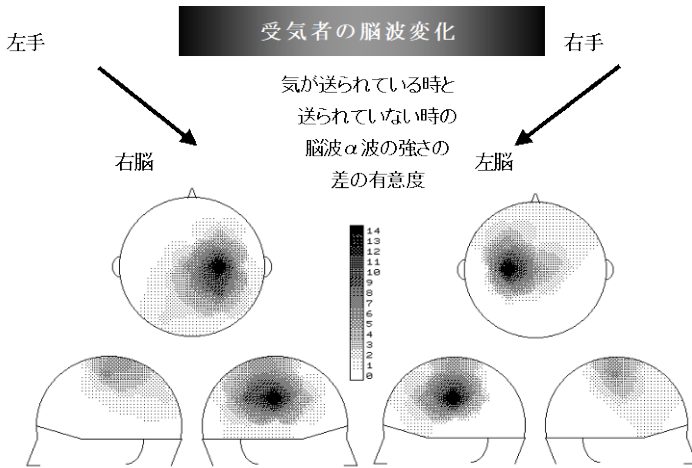 受気者の脳波変化
左手
右手
気が送られている時と
送られていない時の
脳波α波の強さの
差の有意度
右脳
左脳
14
13
12
11
10
9
8
7
6
5
4
3
2
1
0